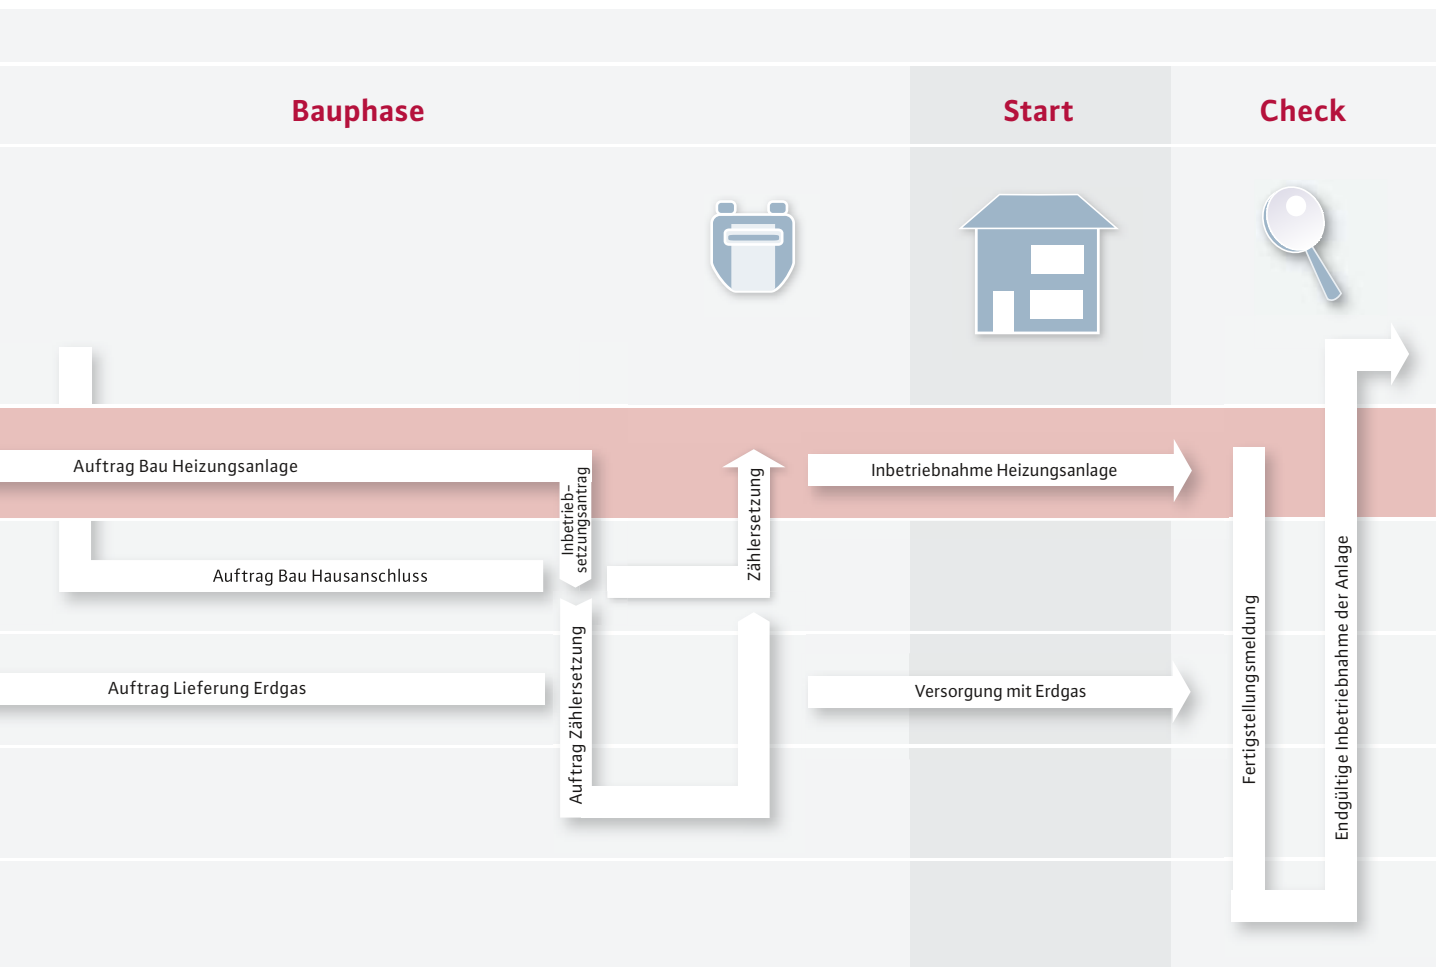 Bauphase
Start
Check
Auftrag Bau Heizungsanlage
Inbetrieb-
setzungsantrag
Zählersetzung
Inbetriebnahme Heizungsanlage
Auftrag Bau Hausanschluss
Auftrag Lieferung Erdgas
Auftrag Zählersetzung
Versorgung mit Erdgas
Fertigstellungsmeldung
Endgültige Inbetriebnahme der Anlage